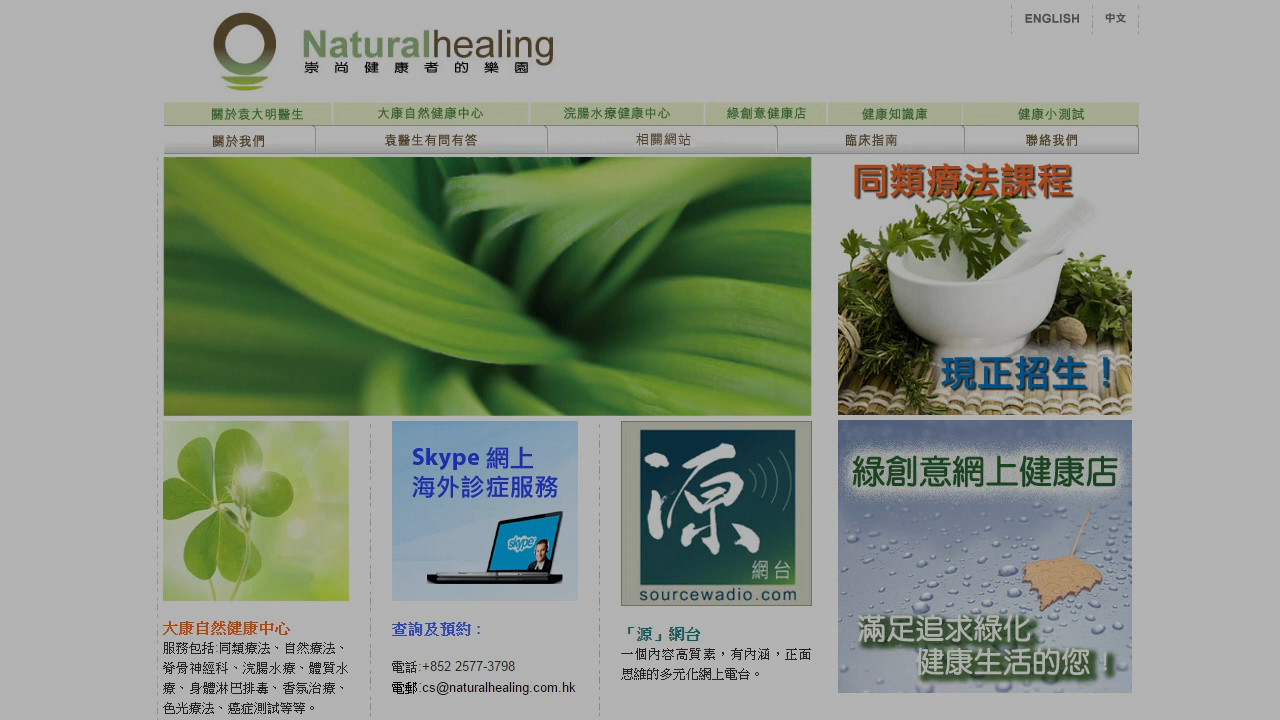 ENGLISH 中文
Naturalhealing
崇尚健康者的樂園
關於袁大明醫生 大康自然健康中心 浣腸水療健康中心 綠創意健康店 健康知識庫 健康小測試
關於我們 袁醫生有問有答 相關網站 臨床指南 聯絡我們
同類療法課程
現正招生！
Skype 網上
海外診症服務
skype
源
網台
sourcewadio.com
綠創意網上健康店
滿足追求綠化
健康生活的您！
大康自然健康中心
服務包括:同類療法、自然療法、
脊骨神經科、浣腸水療、鑽石水
療、身體淋巴排毒、香氣治療、
色光療法、癌症測試等等。
查詢及預約：
電話:+852 2577-3798
電郵:cs@naturalhealing.com.hk
「源」網台
一個內容高質素，有內涵，正面
思維的多元化網上電台。